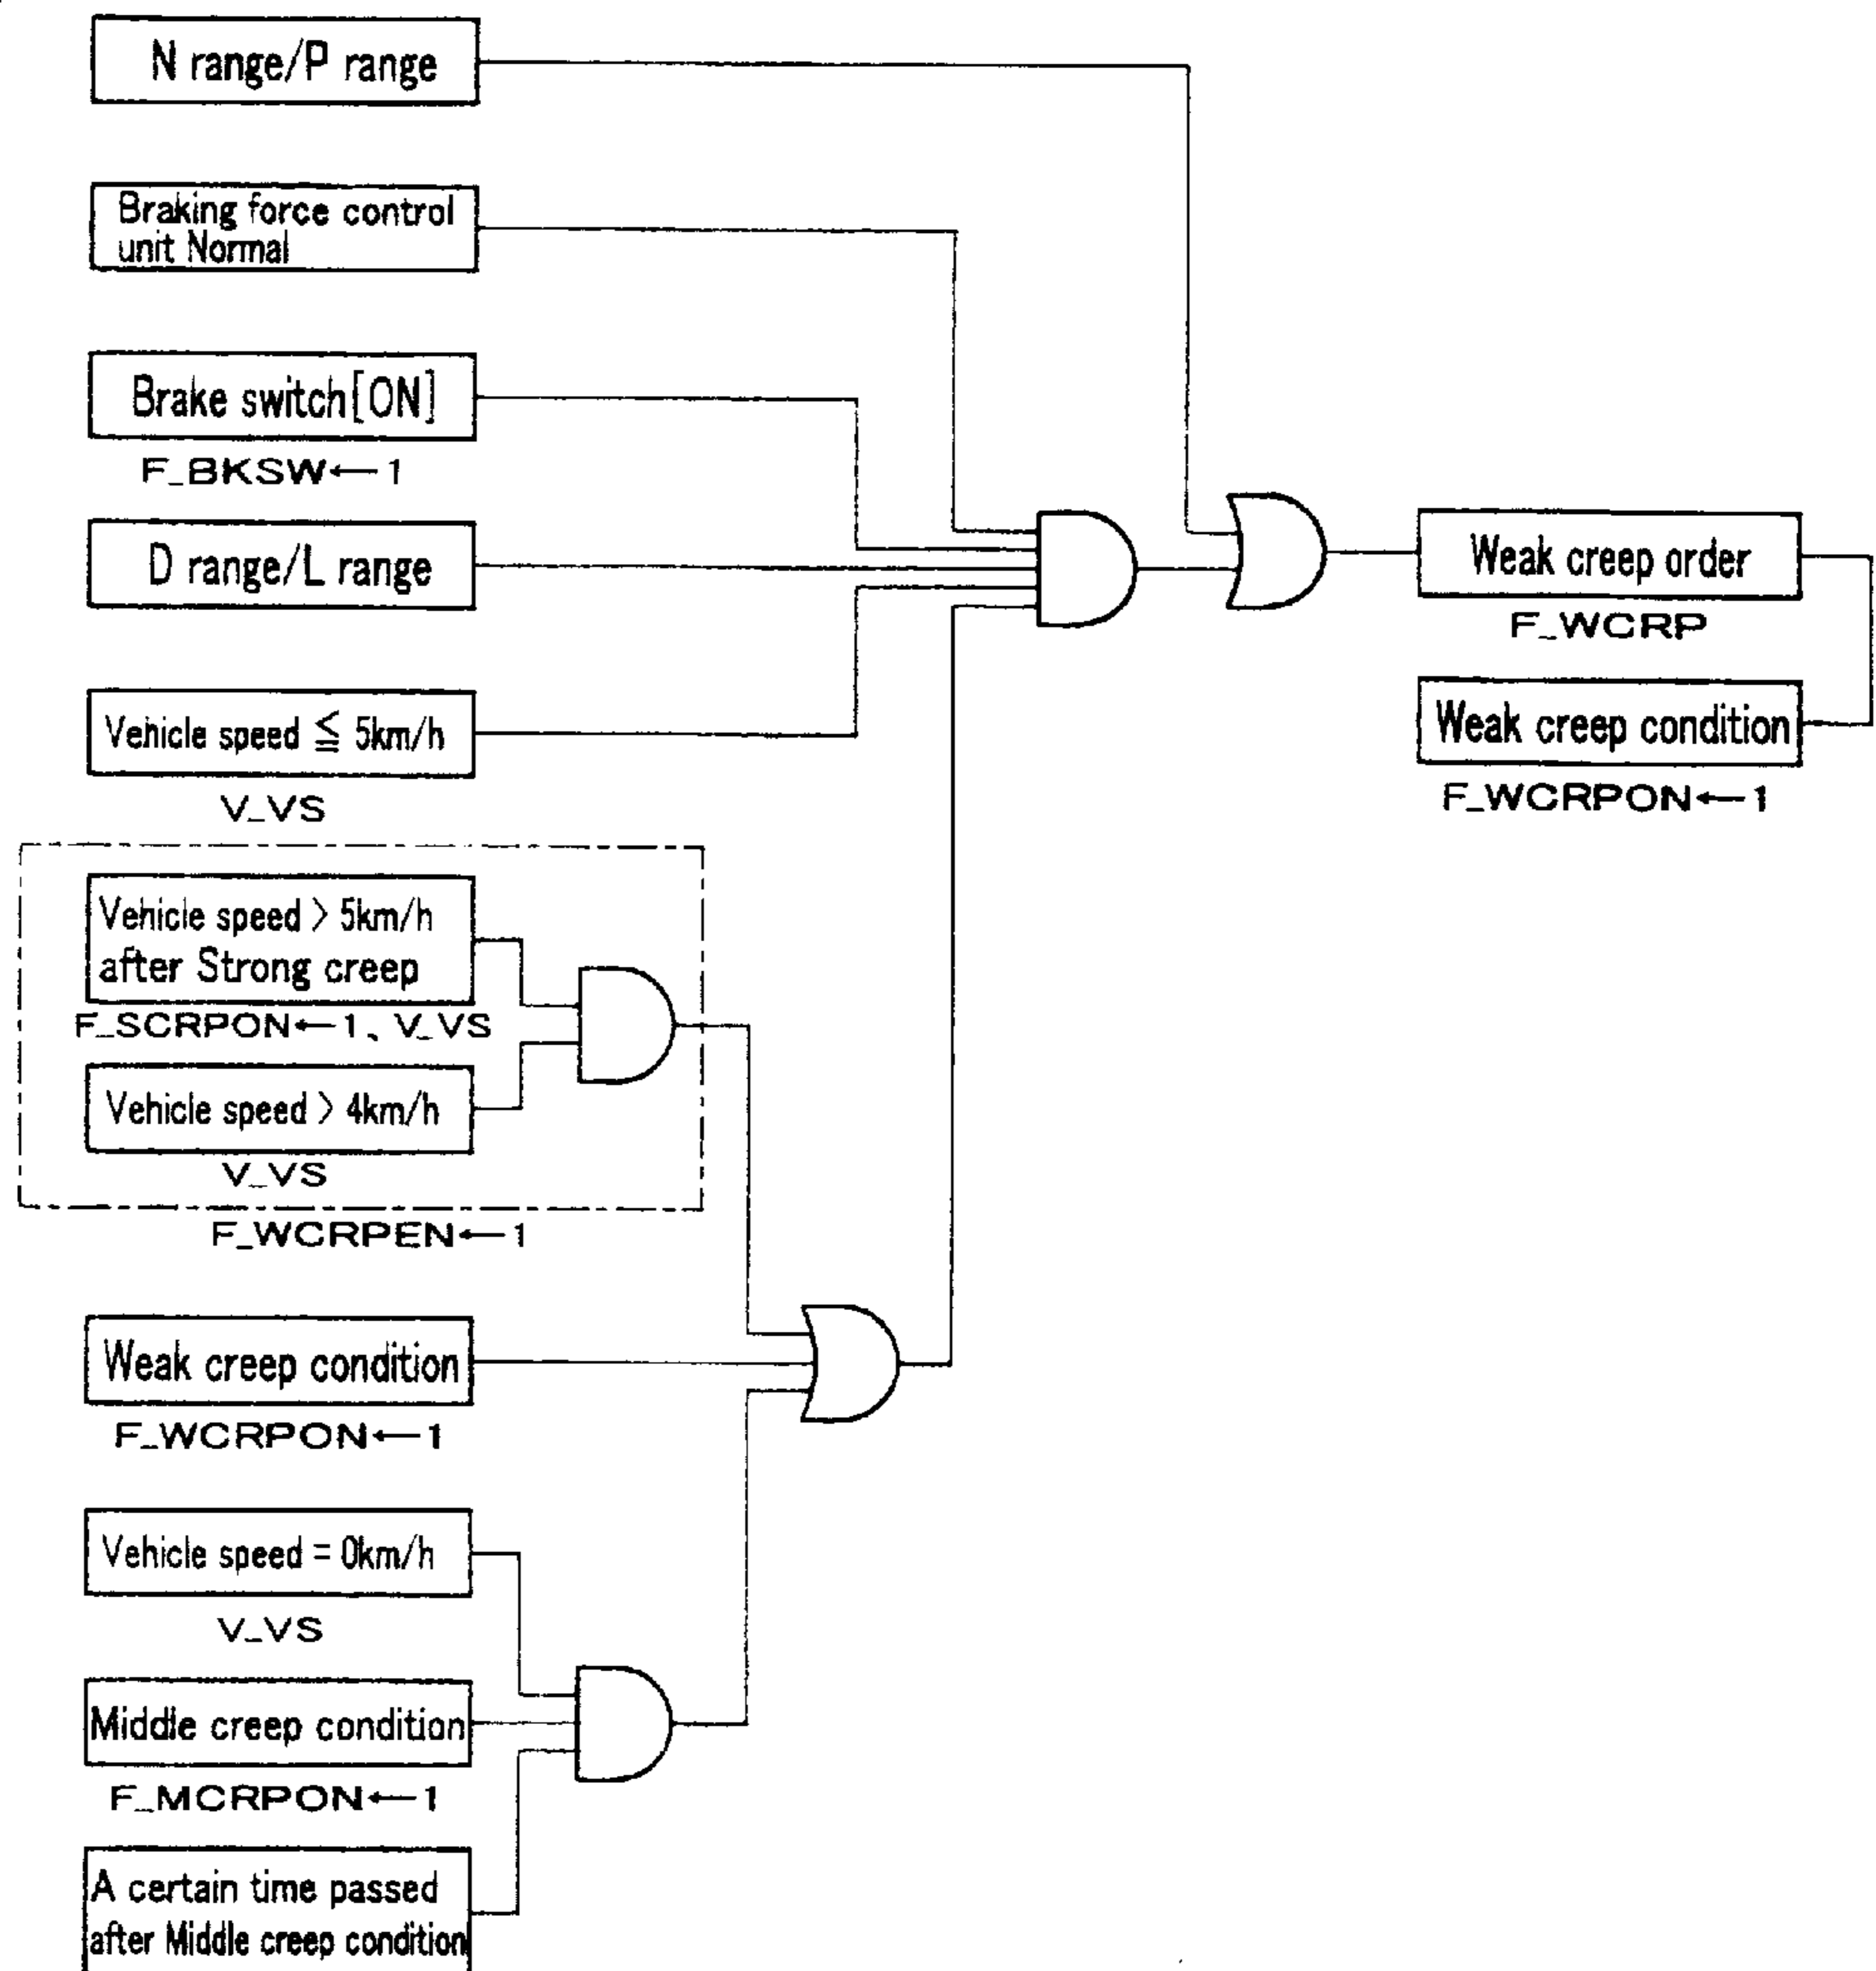 N range/P range
Braking force control
unit Normal
Brake switch[ON]
F_BKSW←1
D range/L range
Vehicle speed ≦ 5km/h
V_VS
Vehicle speed > 5km/h
after Strong creep
F_SCRPON←1、V_VS
Vehicle speed > 4km/h
V_VS
F_WCRPEN←1
Weak creep condition
F_WCRPON←1
Vehicle speed = 0km/h
V_VS
Middle creep condition
F_MCRPON←1
A certain time passed
after Middle creep condition
Weak creep order
F_WCRP
Weak creep condition
F_WCRPON←1